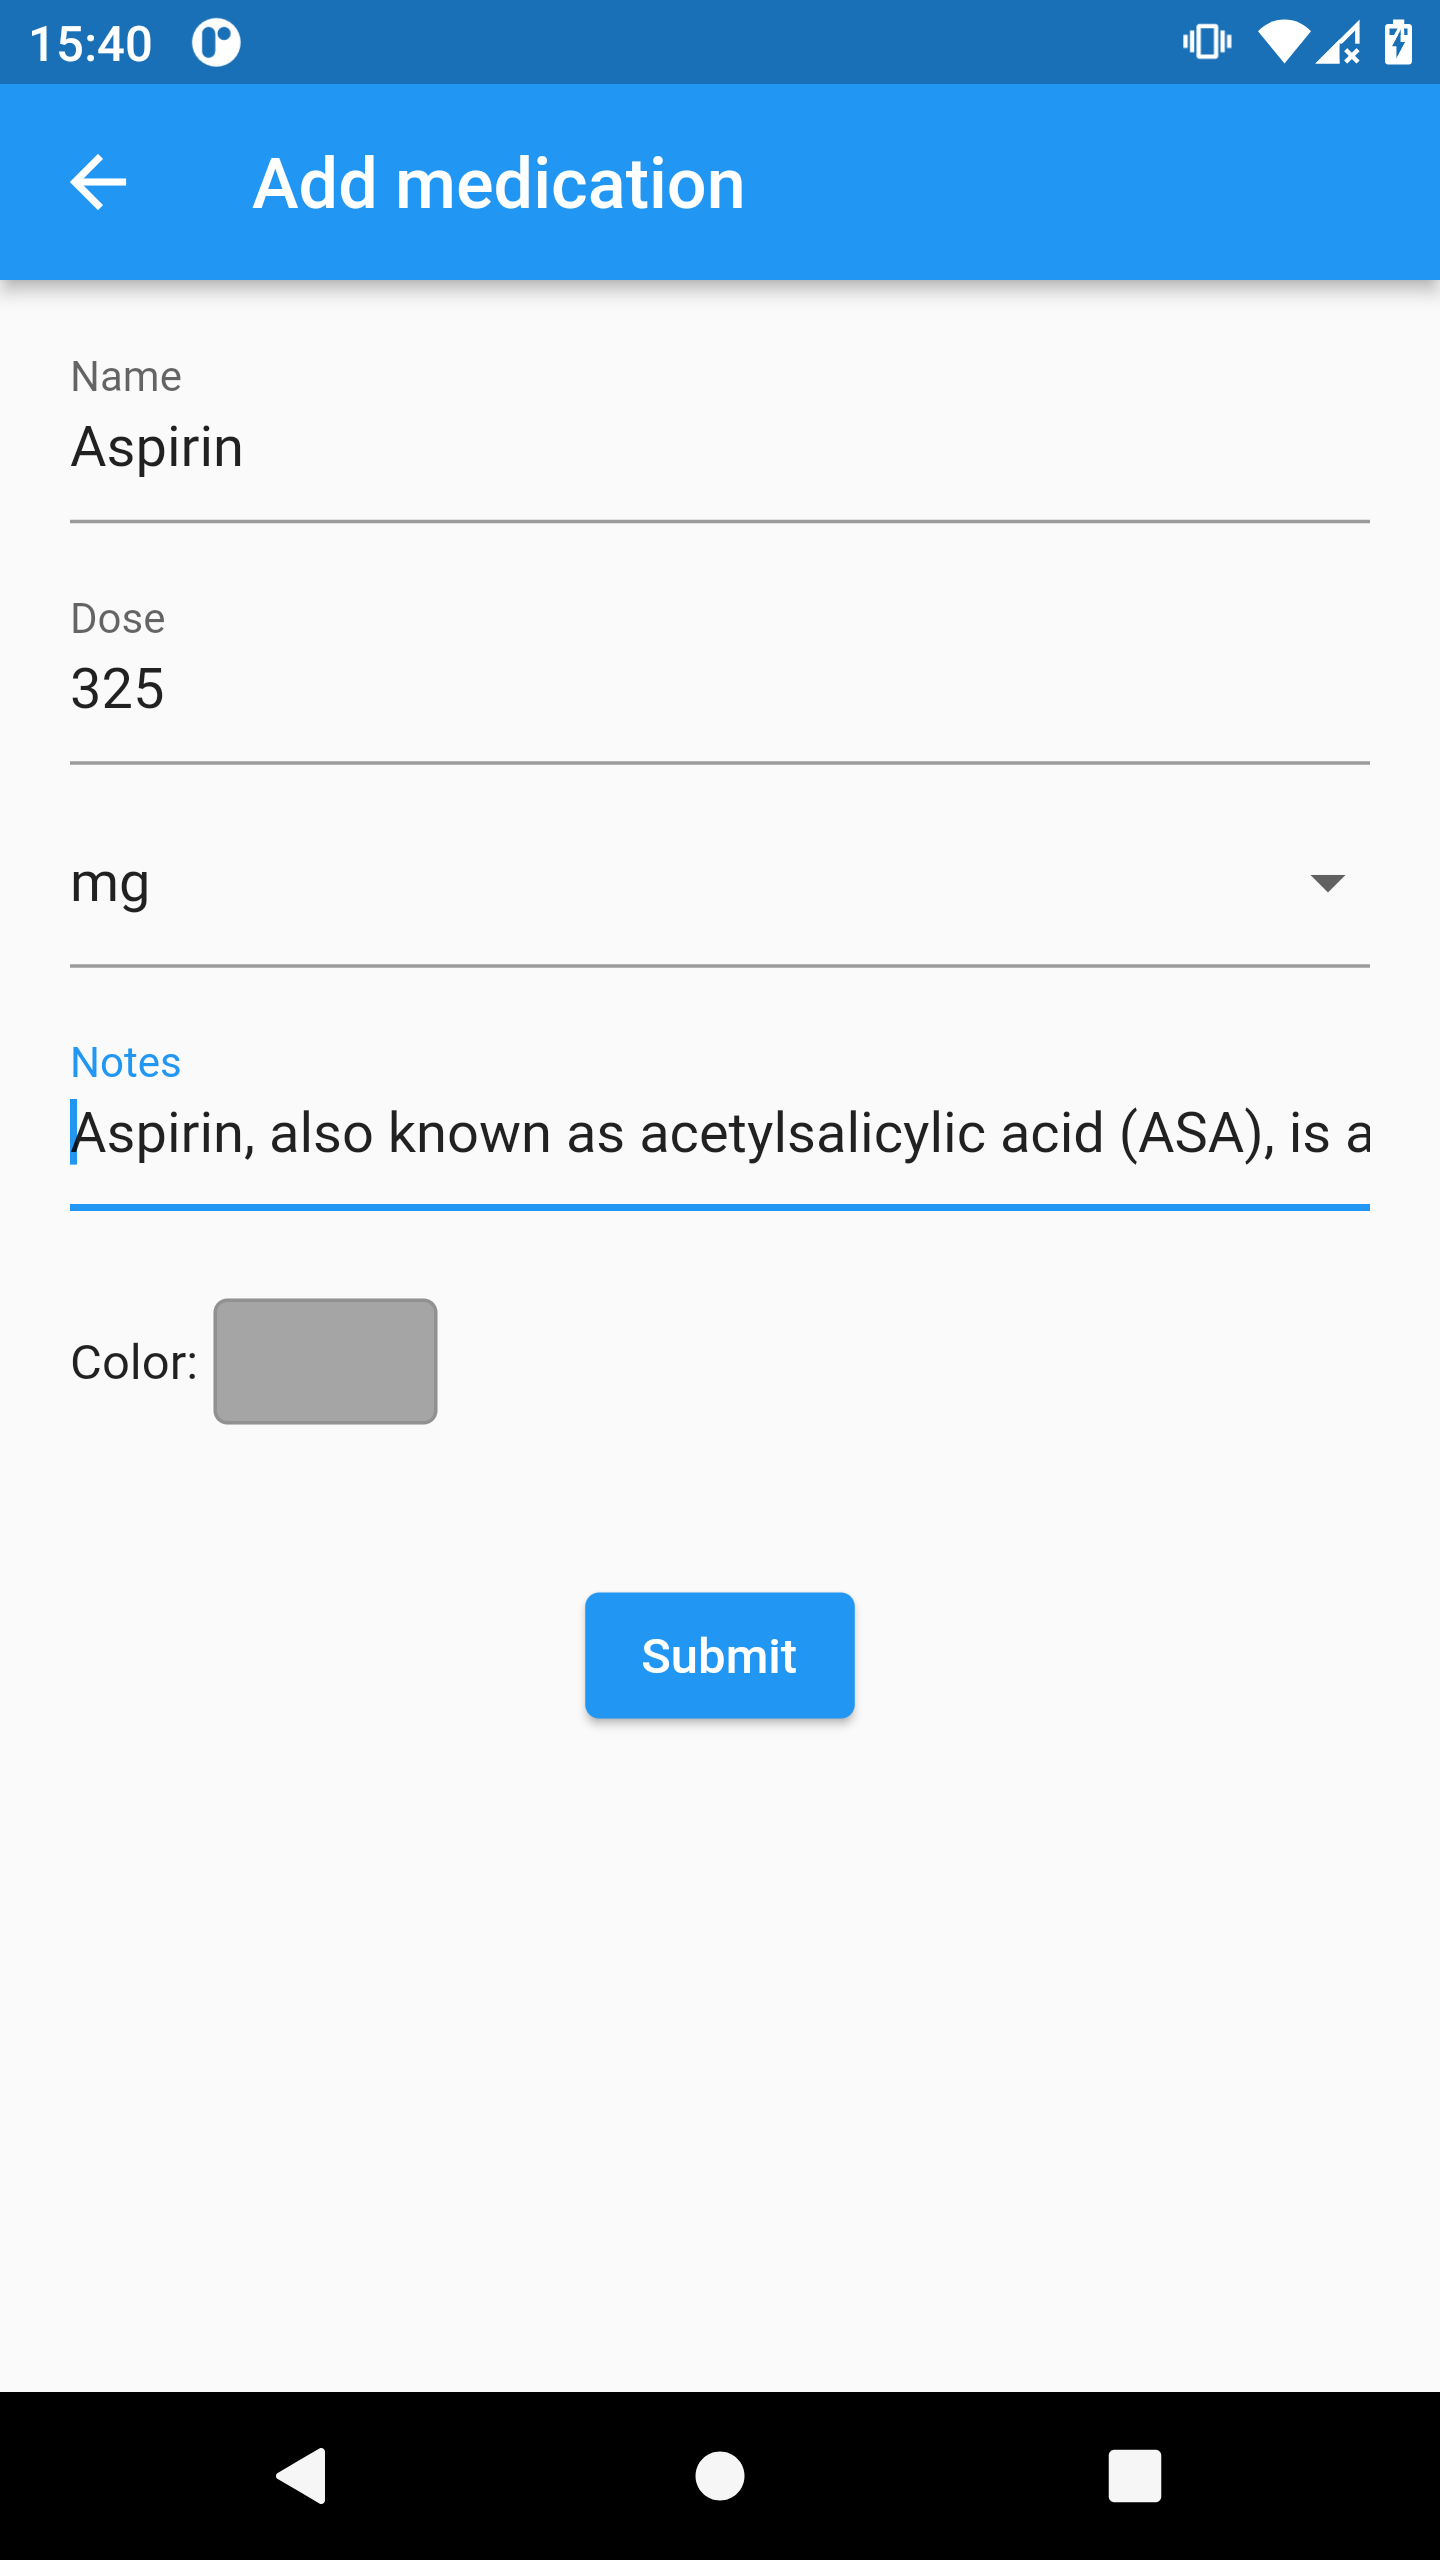 15:40
Add medication
Name
Aspirin
Dose
325
mg
Notes
Aspirin, also known as acetylsalicylic acid (ASA), is a
Color:
Submit